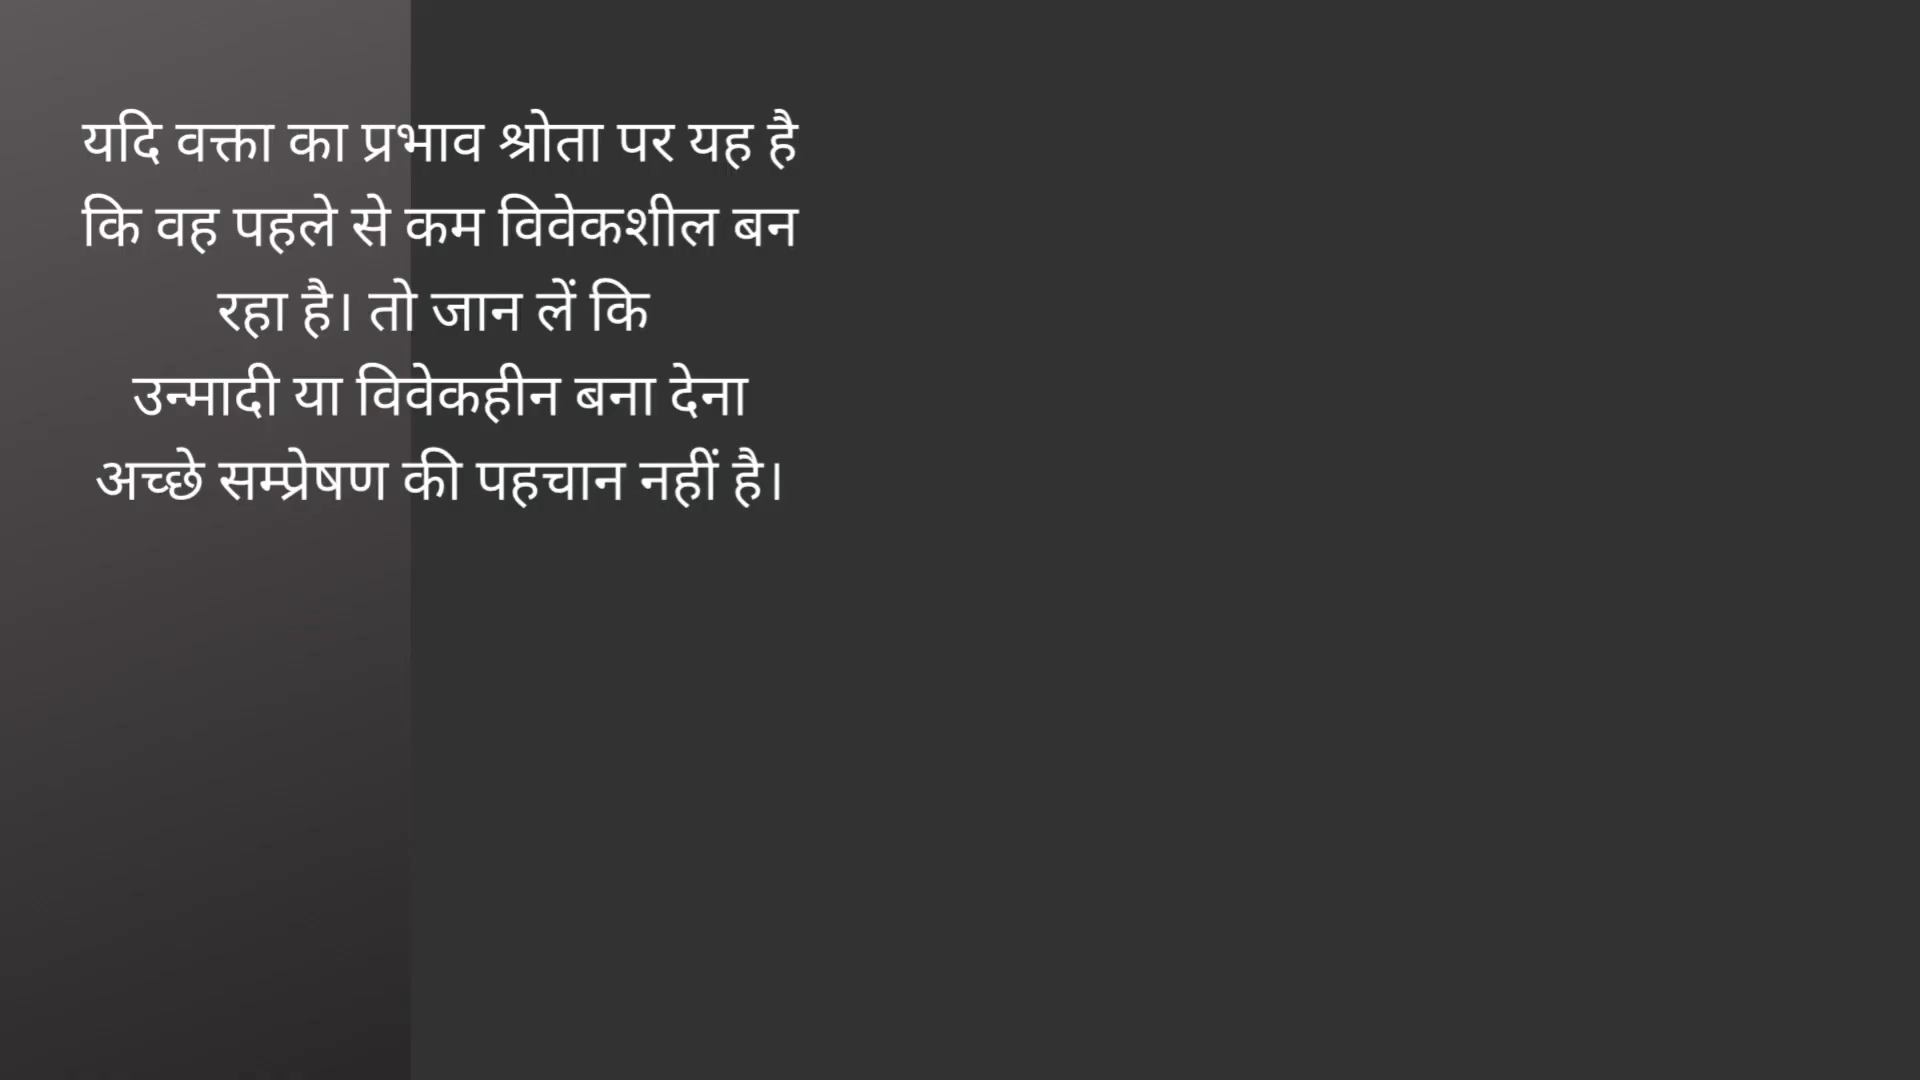 यदि वक्ता का प्रभाव श्रोता पर यह है
कि वह पहले से कम विवेकशील बन
रहा है। तो जान लें कि
उन्मादी या विवेकहीन बना देना
अच्छे सम्प्रेषण की पहचान नहीं है।